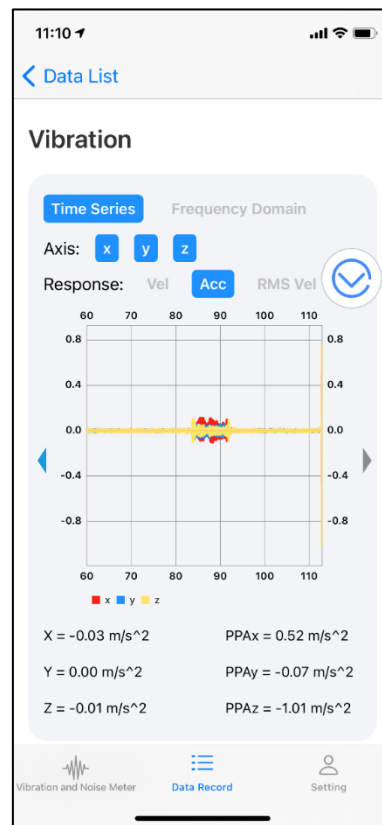 11:10
Data List
Vibration
Time Series Frequency Domain
Axis: x y z
Response: Vel Acc RMS Vel
60 70 80 90 100 110
0.8 0.8
0.4 0.4
0.0 0.0
-0.4 -0.4
-0.8 -0.8
60 70 80 90 100 110
x y z
X = -0.03 m/s^2 PPAx = 0.52 m/s^2
Y = 0.00 m/s^2 PPAy = -0.07 m/s^2
Z = -0.01 m/s^2 PPAz = -1.01 m/s^2
Vibration and Noise Meter Data Record Setting